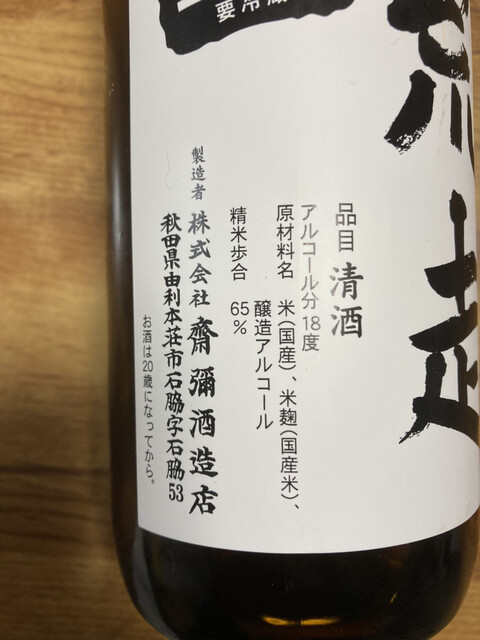 要冷蔵
荒走
品目 清酒
アルコール分 18度
原材料名 米(国産)、米麹(国産米)、
醸造アルコール
精米歩合 65%
製造者 株式会社 齋彌酒造店
秋田県由利本荘市石脇字石脇53
お酒は20歳になってから。